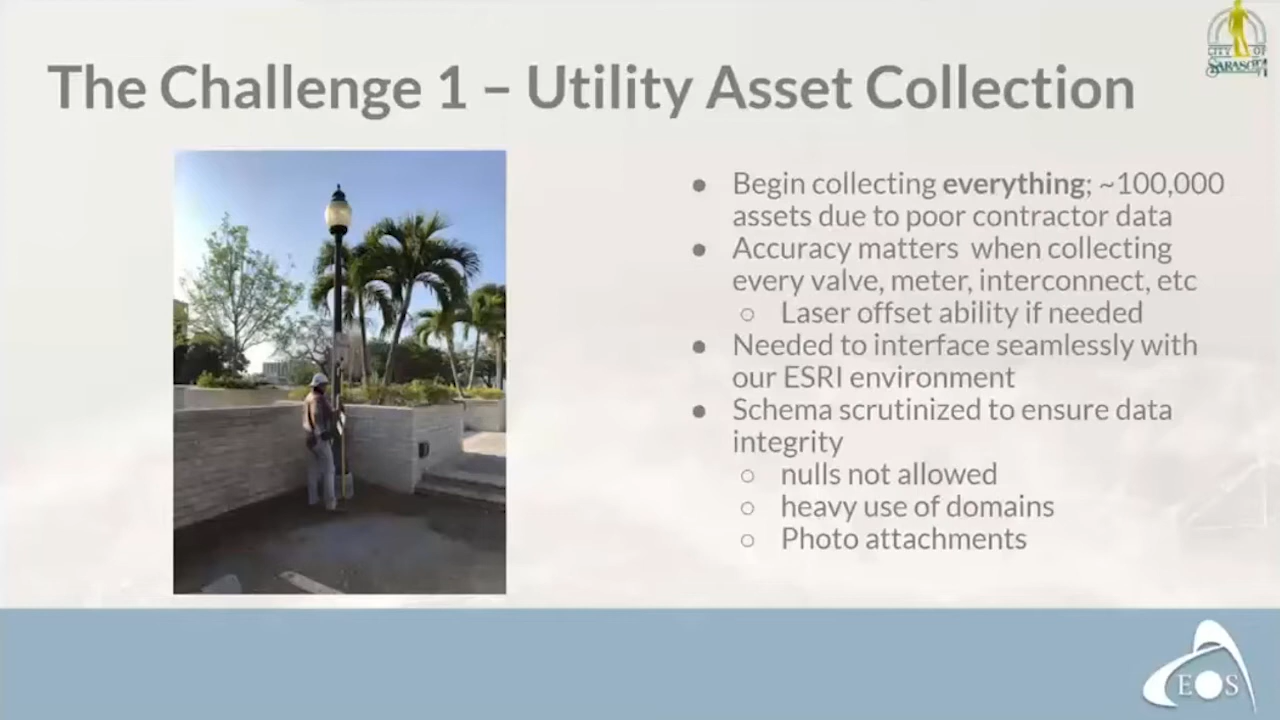 CITY OF
SARASOTA
The Challenge 1 – Utility Asset Collection
● Begin collecting everything; ~100,000
assets due to poor contractor data
● Accuracy matters  when collecting
every valve, meter, interconnect, etc
○ Laser offset ability if needed
● Needed to interface seamlessly with
our ESRI environment
● Schema scrutinized to ensure data
integrity
○ nulls not allowed
○ heavy use of domains
○ Photo attachments
EOS